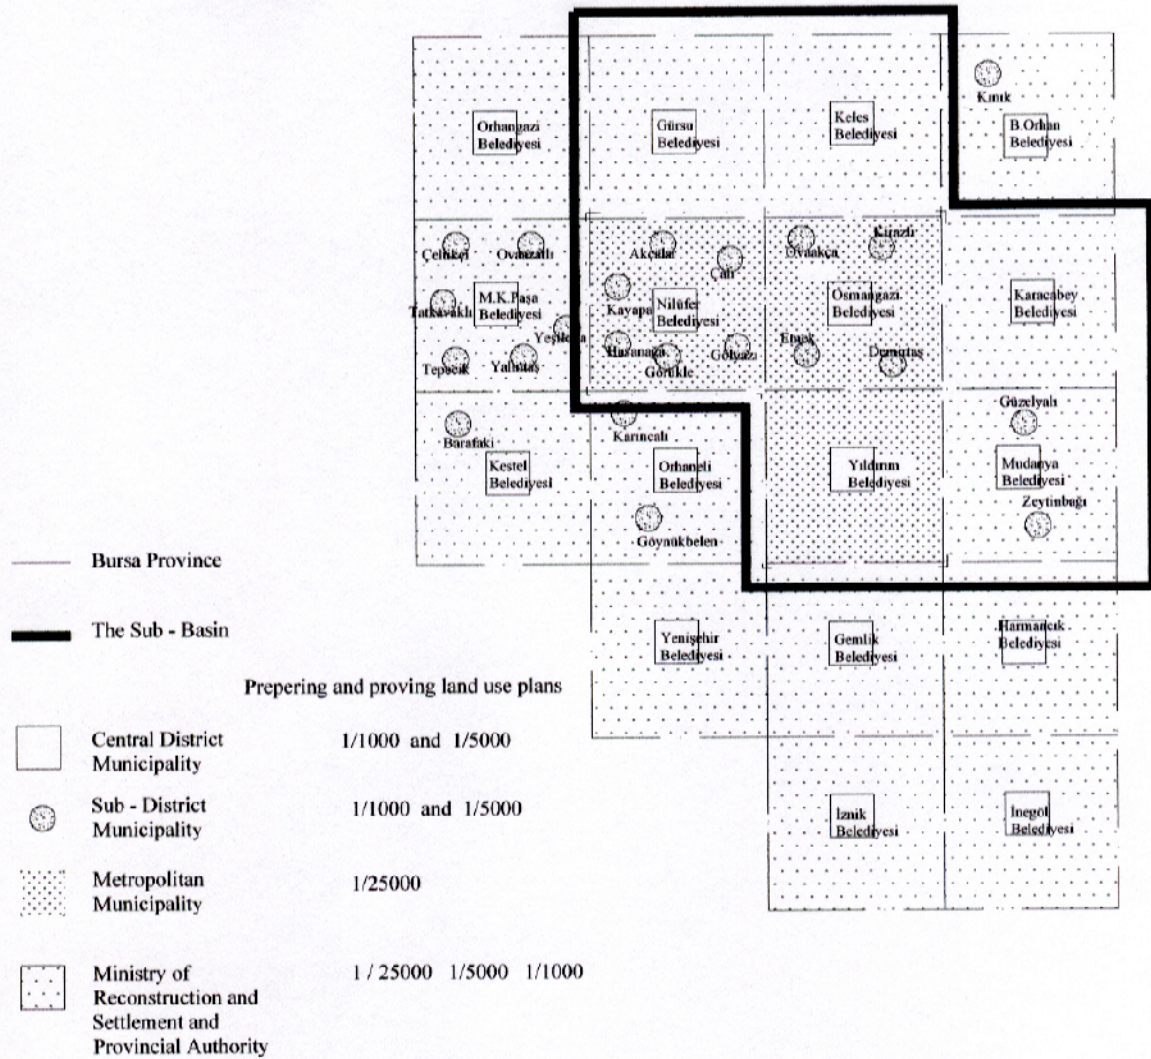 Kınık
Orhangazi
Belediyesi
Gürsu
Belediyesi
Keles
Belediyesi
B.Orhan
Belediyesi
Çeltikçi
Ovaazatlı
Akçalar
Çalı
Ovaakça
Kirazlı
Tatkavaklı
M.K.Paşa
Belediyesi
Kayapa
Nilüfer
Belediyesi
Osmangazi
Belediyesi
Karacabey
Belediyesi
Tepecik
Yalıntaş
Hasanağa
Görükle
Gölyazı
Demirtaş
Güzelyalı
Barafaki
Karıncalı
Kestel
Belediyesi
Orhaneli
Belediyesi
Yıldırım
Belediyesi
Mudanya
Belediyesi
Zeytinbağı
Göynükbelen
Bursa Province
The Sub - Basin
Yenişehir
Belediyesi
Gemlik
Belediyesi
Harmancık
Belediyesi
Prepering and proving land use plans
Central District
Municipality
1/1000 and 1/5000
Sub - District
Municipality
1/1000 and 1/5000
İznik
Belediyesi
İnegöl
Belediyesi
Metropolitan
Municipality
1/25000
Ministry of
Reconstruction and
Settlement and
Provincial Authority
1 / 25000 1/5000 1/1000